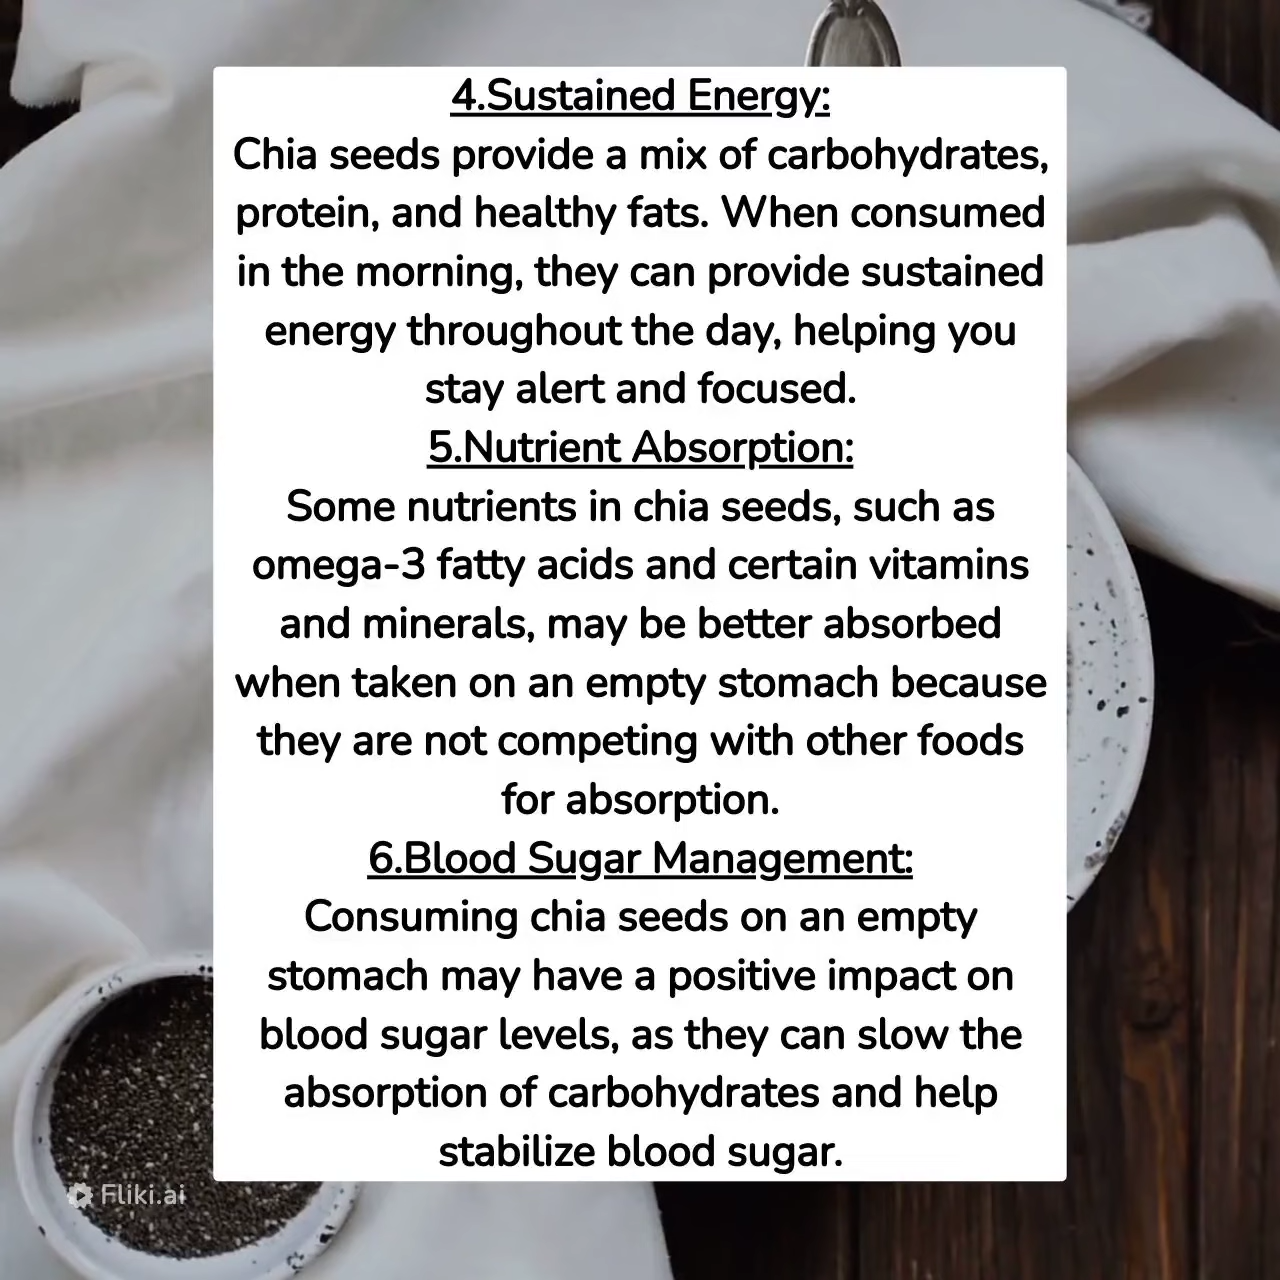 4.Sustained Energy:
Chia seeds provide a mix of carbohydrates,
protein, and healthy fats. When consumed
in the morning, they can provide sustained
energy throughout the day, helping you
stay alert and focused.
5.Nutrient Absorption:
Some nutrients in chia seeds, such as
omega-3 fatty acids and certain vitamins
and minerals, may be better absorbed
when taken on an empty stomach because
they are not competing with other foods
for absorption.
6.Blood Sugar Management:
Consuming chia seeds on an empty
stomach may have a positive impact on
blood sugar levels, as they can slow the
absorption of carbohydrates and help
stabilize blood sugar.
Fliki.ai